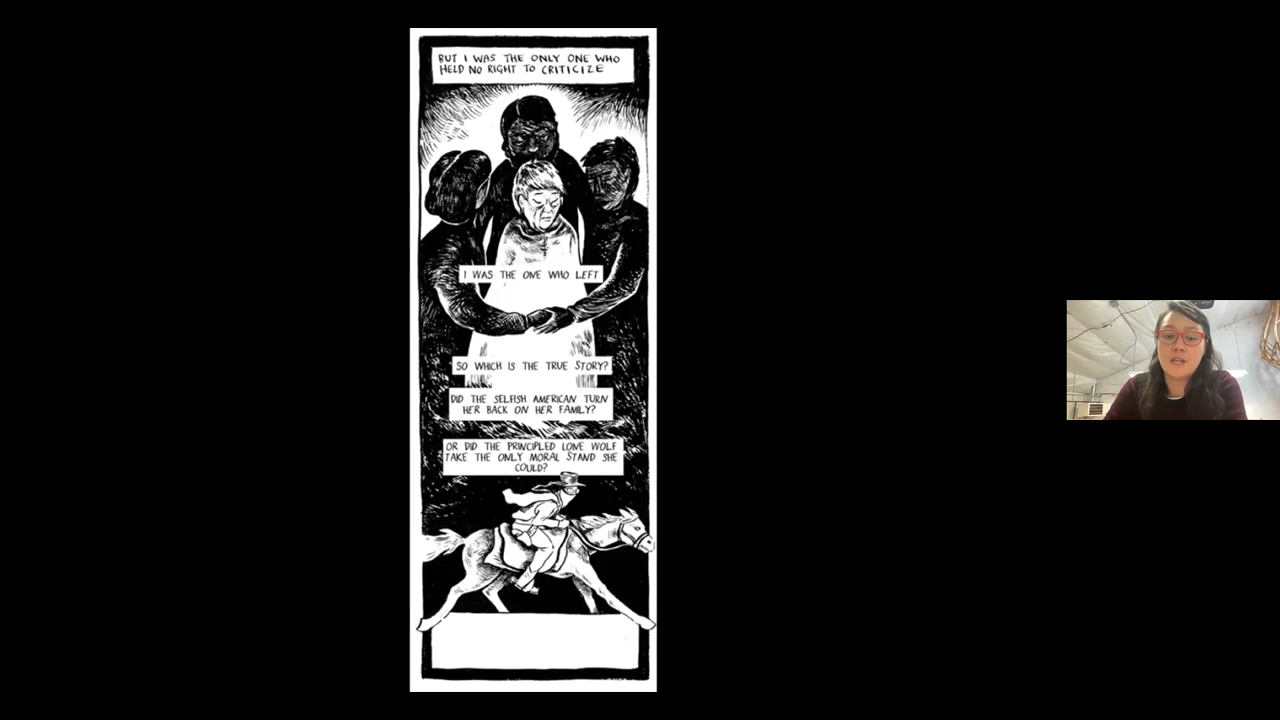 BUT I WAS THE ONLY ONE WHO
HELD NO RIGHT TO CRITICIZE
I WAS THE ONE WHO LEFT
SO WHICH IS THE TRUE STORY?
DID THE SELFISH AMERICAN TURN
HER BACK ON HER FAMILY?
OR DID THE PRINCIPLED LONE WOLF
TAKE THE ONLY MORAL STAND SHE
COULD?